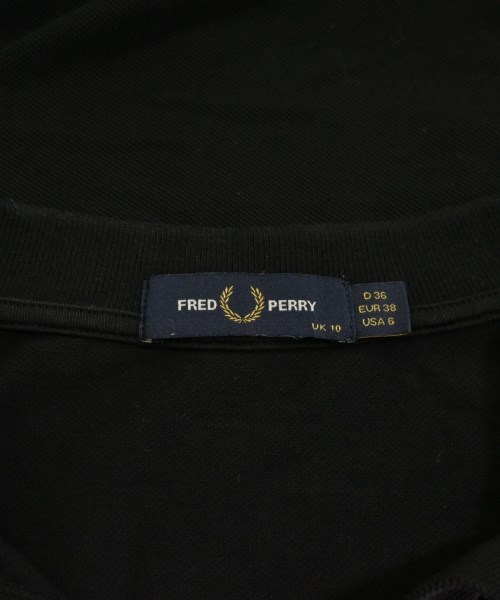 FRED PERRY
UK 10
D 36
EUR 38
USA 6